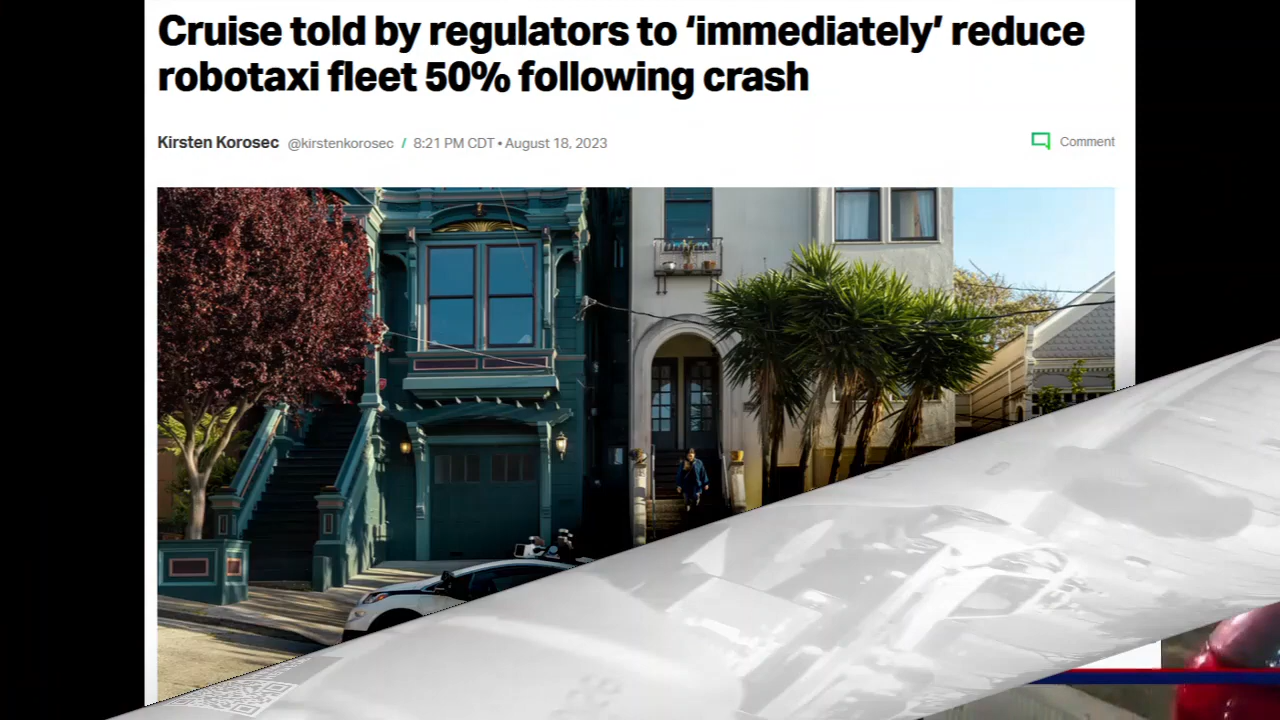 Cruise told by regulators to ‘immediately’ reduce
robotaxi fleet 50% following crash
Kirsten Korosec @kirstenkorosec / 8:21 PM CDT • August 18, 2023
Comment